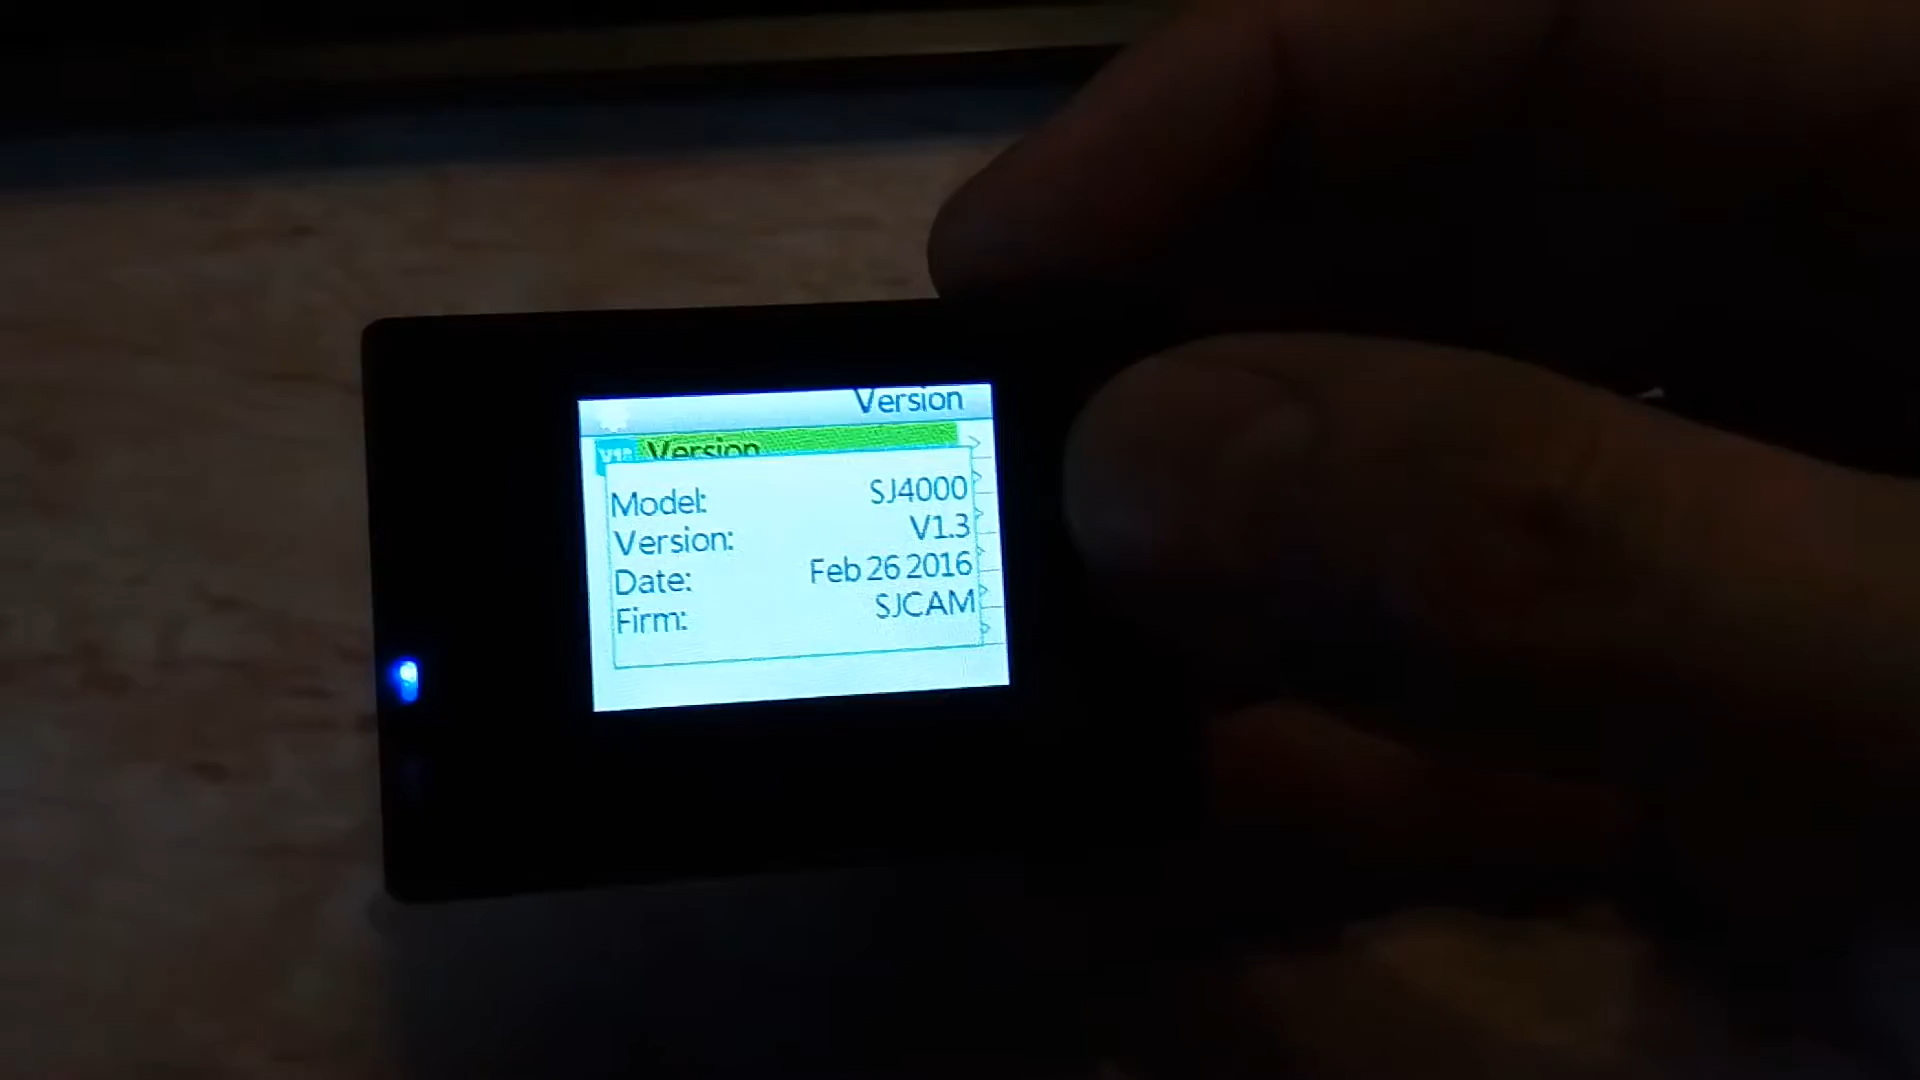 Version
Version
Model: SJ4000
Version: V1.3
Date: Feb 26 2016
Firm: SJCAM